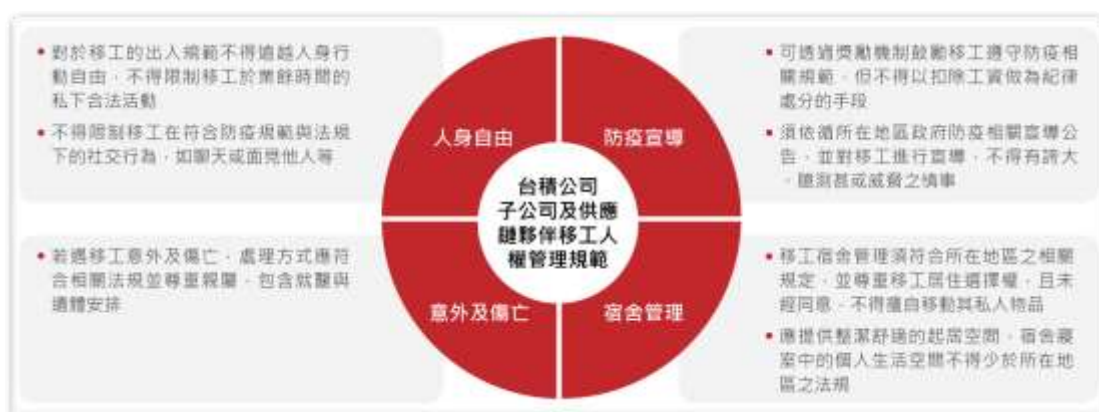 • 對於移工的出入規範不得逾越人身行
動自由，不得限制移工於業餘時間的
私下合法活動
• 不得限制移工在符合防疫規範與法規
下的社交行為，如聊天或面見他人等
人身自由
防疫宣導
• 可透過獎勵機制鼓勵移工遵守防疫相
關規範，但不得以扣除工資做為紀律
處分的手段
• 須依循所在地區政府防疫相關宣導公
告，並對移工進行宣導，不得有誇大
、臆測甚或威脅之情事
台積公司
子公司及供應
鏈夥伴移工人
權管理規範
• 若遇移工意外及傷亡，處理方式應符
合相關法規並尊重親屬，包含就醫與
遺體安排
意外及傷亡
宿舍管理
• 移工宿舍管理須符合所在地區之相關
規定，並尊重移工居住選擇權，且未
經同意，不得擅自移動其私人物品
• 應提供整潔舒適的起居空間，宿舍寢
室中的個人生活空間不得少於所在地
區之法規